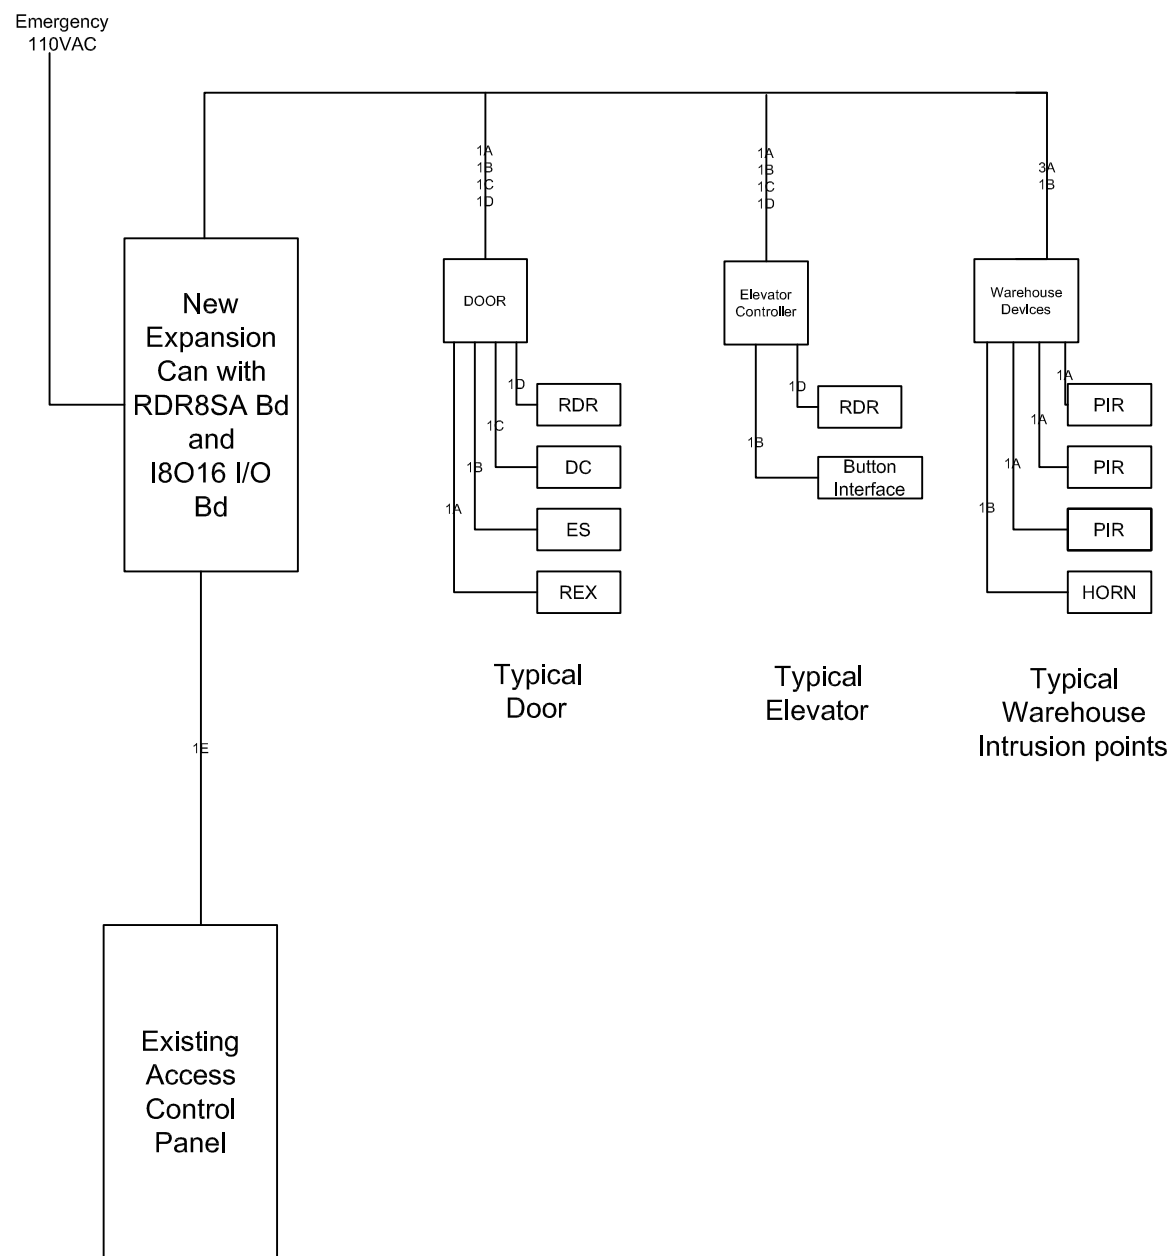 Emergency
110VAC
1A
1B
1C
1D
1A
1B
1C
1D
3A
1B
New
Expansion
Can with
RDR8SA Bd
and
I8O16 I/O
Bd
DOOR
1D
RDR
1C
DC
1B
ES
1A
REX
Typical
Door
Elevator
Controller
1D
RDR
1B
Button
Interface
Typical
Elevator
Warehouse
Devices
1A
PIR
1A
PIR
1A
PIR
1B
HORN
Typical
Warehouse
Intrusion points
1E
Existing
Access
Control
Panel